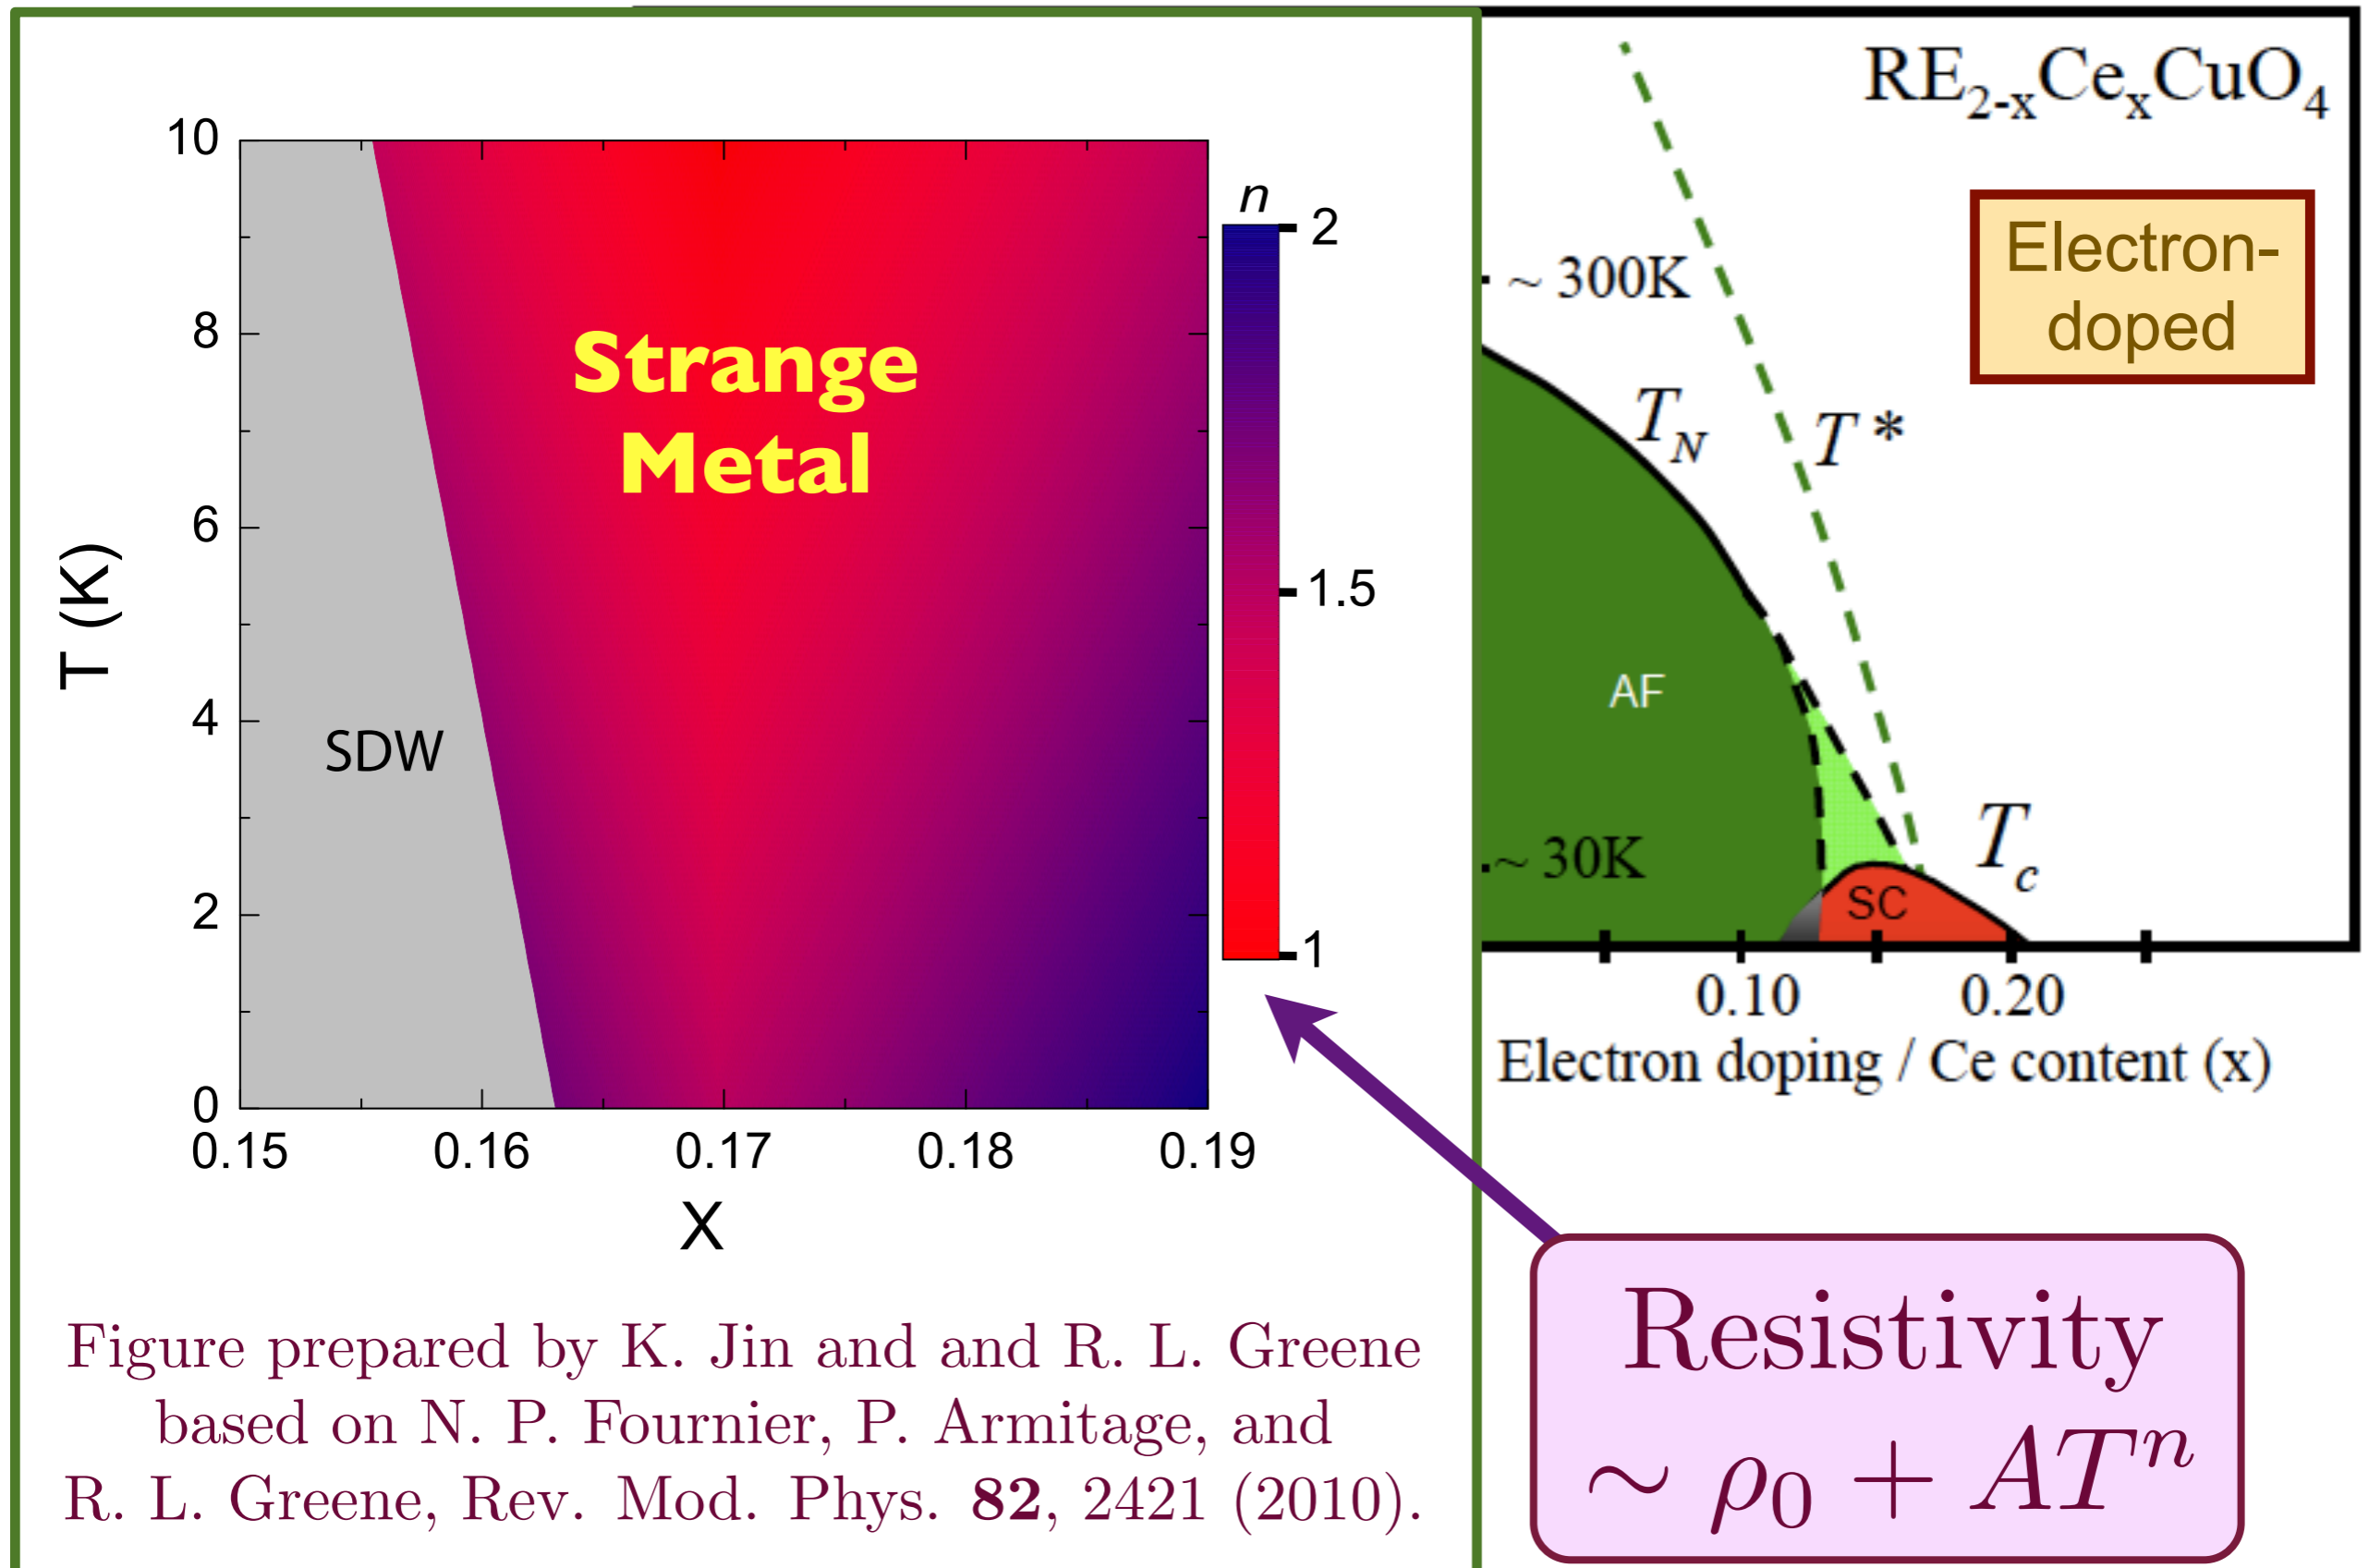 10
8
6
4
2
0
T (K)
0.15
0.16
0.17
0.18
0.19
X
SDW
Strange
Metal
n
2
1.5
1
RE₂₋ₓCeₓCuO₄
Electron-
doped
~ 300K
T_N
T*
AF
~ 30K
T_c
SC
0.10
0.20
Electron doping / Ce content (x)
Figure prepared by K. Jin and and R. L. Greene
based on N. P. Fournier, P. Armitage, and
R. L. Greene, Rev. Mod. Phys. 82, 2421 (2010).
Resistivity
∼ ρ₀ + ATⁿ